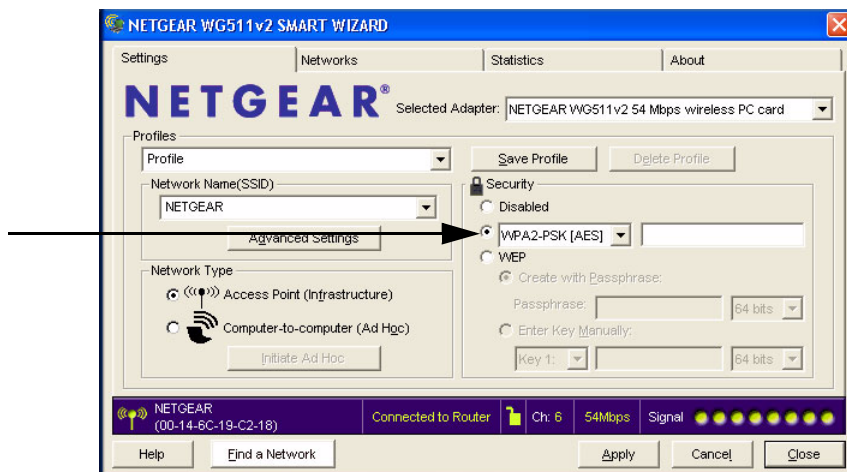 NETGEAR WG511v2 SMART WIZARD
Settings Networks Statistics About
NETGEAR® Selected Adapter: NETGEAR WG511v2 54 Mbps wireless PC card
Profiles
Profile Save Profile Delete Profile
Network Name(SSID) Security
NETGEAR Disabled
Advanced Settings WPA2-PSK [AES]
WEP
Network Type Create with Passphrase:
Access Point (Infrastructure) Passphrase: 64 bits
Computer-to-computer (Ad Hoc) Enter Key Manually:
Initiate Ad Hoc Key 1: 64 bits
NETGEAR
(00-14-6C-19-C2-18) Connected to Router Ch: 6 54Mbps Signal
Help Find a Network Apply Cancel Close